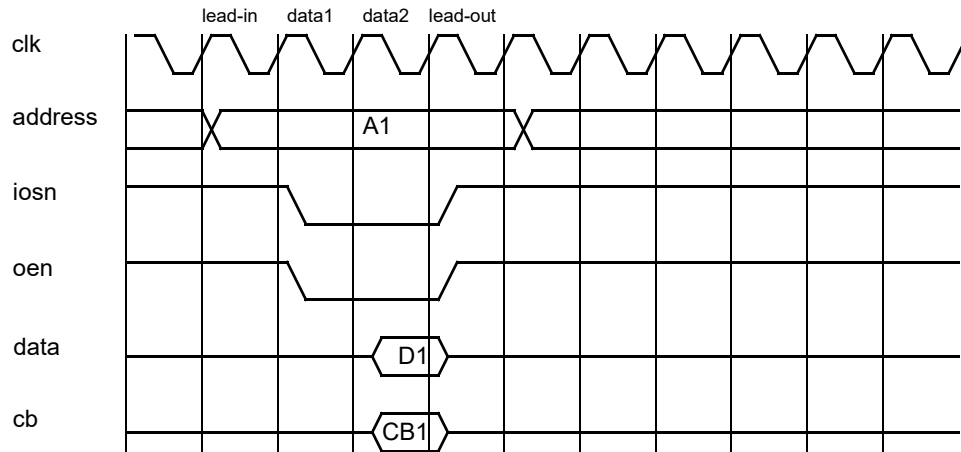 lead-in data1 data2 lead-out
clk
address A1
iosn
oen
data D1
cb CB1